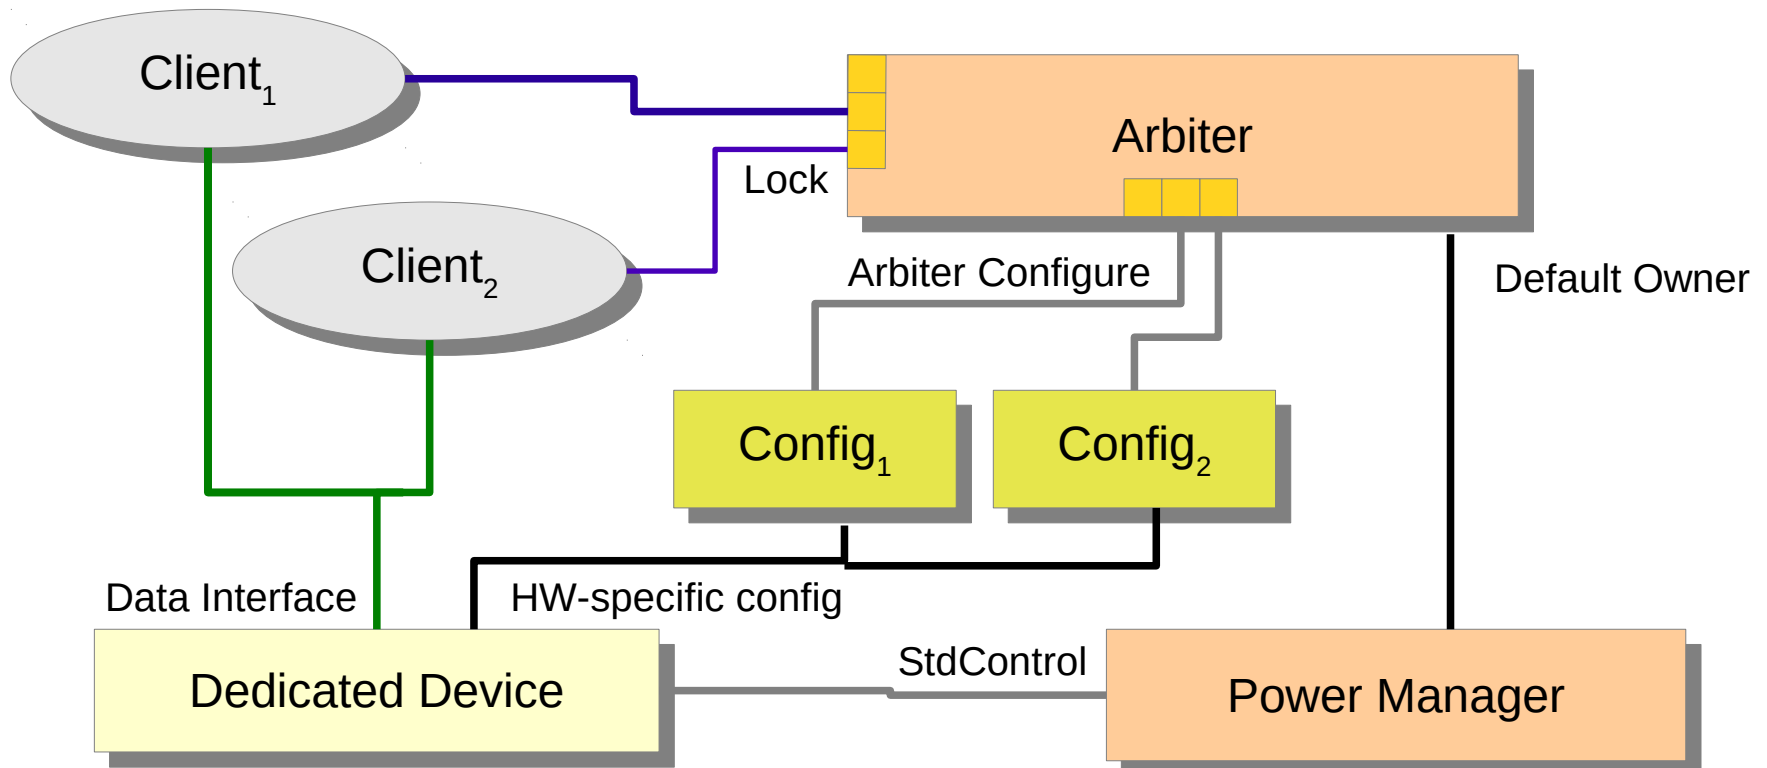 Client1
Arbiter
Lock
Client2
Arbiter Configure
Default Owner
Config1
Config2
Data Interface
HW-specific config
StdControl
Dedicated Device
Power Manager